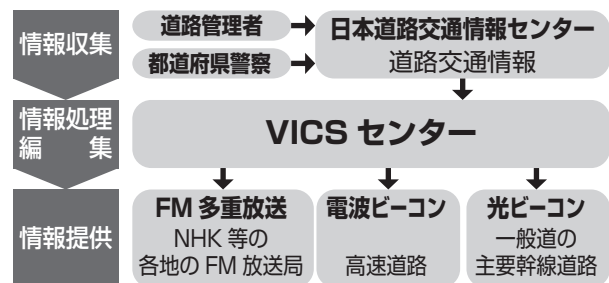 情報収集
道路管理者
都道府県警察
日本道路交通情報センター
道路交通情報
情報処理
編 集
VICS センター
情報提供
FM 多重放送
NHK 等の
各地の FM 放送局
電波ビーコン
高速道路
光ビーコン
一般道の
主要幹線道路